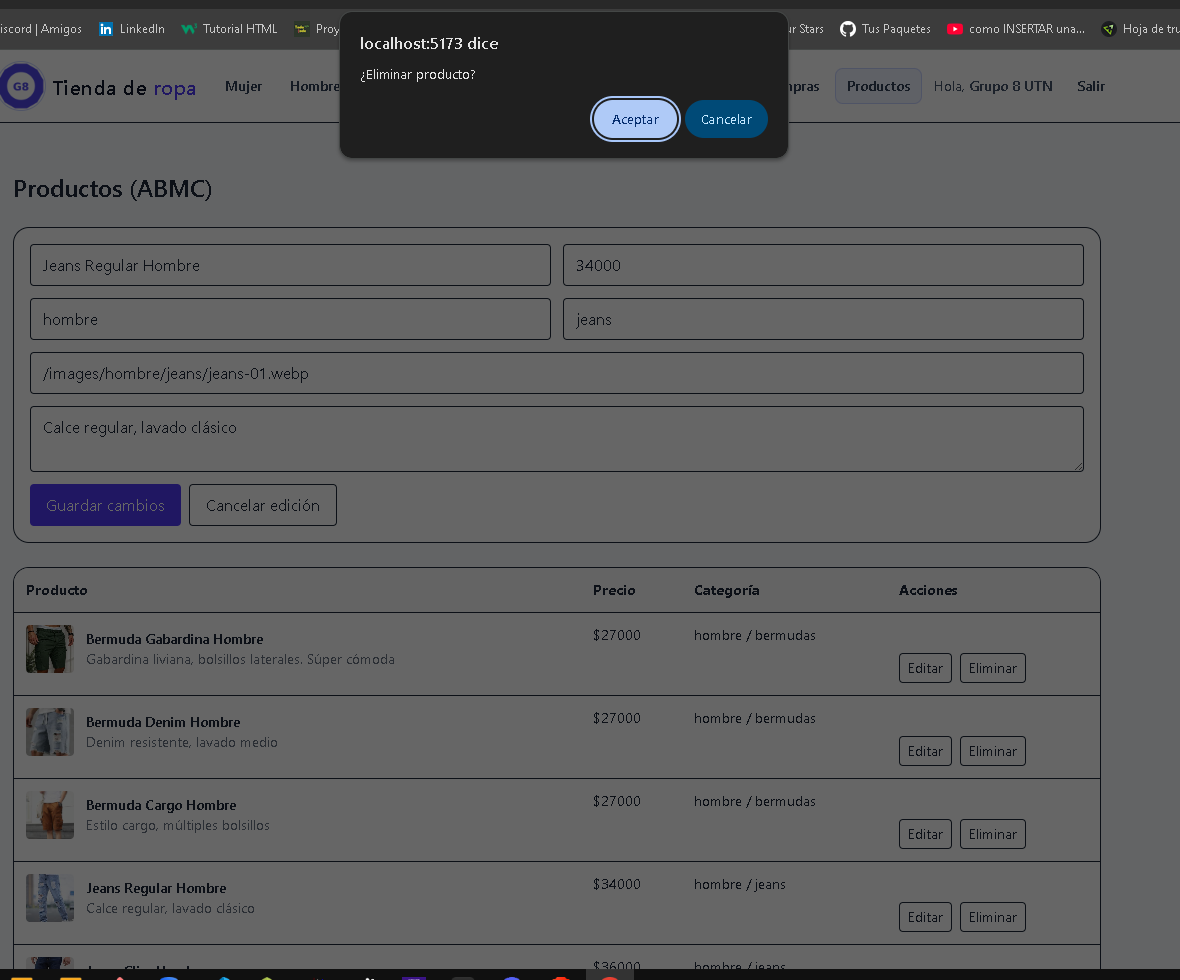 iscord | Amigos LinkedIn Tutorial HTML Proy ur Stars Tus Paquetes como INSERTAR una... Hoja de tru
localhost:5173 dice
¿Eliminar producto?
Aceptar Cancelar
G8 Tienda de ropa Mujer Hombre mpras Productos Hola, Grupo 8 UTN Salir
Productos (ABMC)
Jeans Regular Hombre 34000
hombre jeans
/images/hombre/jeans/jeans-01.webp
Calce regular, lavado clásico
Guardar cambios Cancelar edición
Producto Precio Categoría Acciones
Bermuda Gabardina Hombre $27000 hombre / bermudas
Gabardina liviana, bolsillos laterales. Súper cómoda
Editar Eliminar
Bermuda Denim Hombre $27000 hombre / bermudas
Denim resistente, lavado medio
Editar Eliminar
Bermuda Cargo Hombre $27000 hombre / bermudas
Estilo cargo, múltiples bolsillos
Editar Eliminar
Jeans Regular Hombre $34000 hombre / jeans
Calce regular, lavado clásico
Editar Eliminar
$36000 hombre / jeans